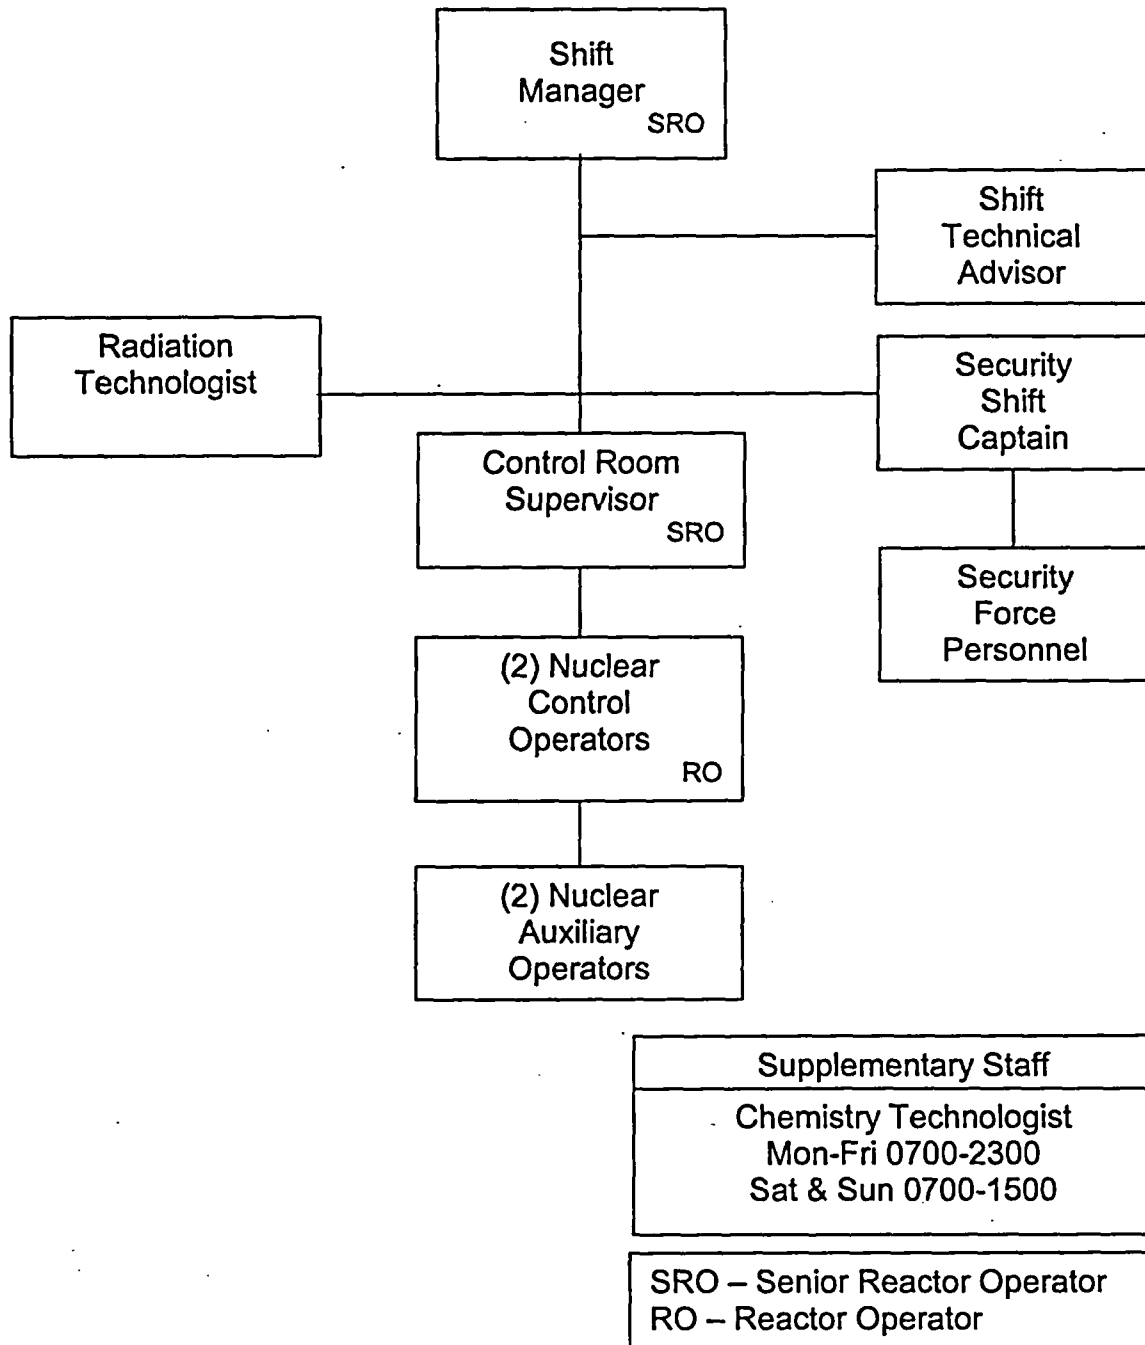 Shift
Manager
SRO
Shift
Technical
Advisor
Radiation
Technologist
Security
Shift
Captain
Control Room
Supervisor
SRO
Security
Force
Personnel
(2) Nuclear
Control
Operators
RO
(2) Nuclear
Auxiliary
Operators
Supplementary Staff
Chemistry Technologist
Mon-Fri 0700-2300
Sat & Sun 0700-1500
SRO – Senior Reactor Operator
RO – Reactor Operator